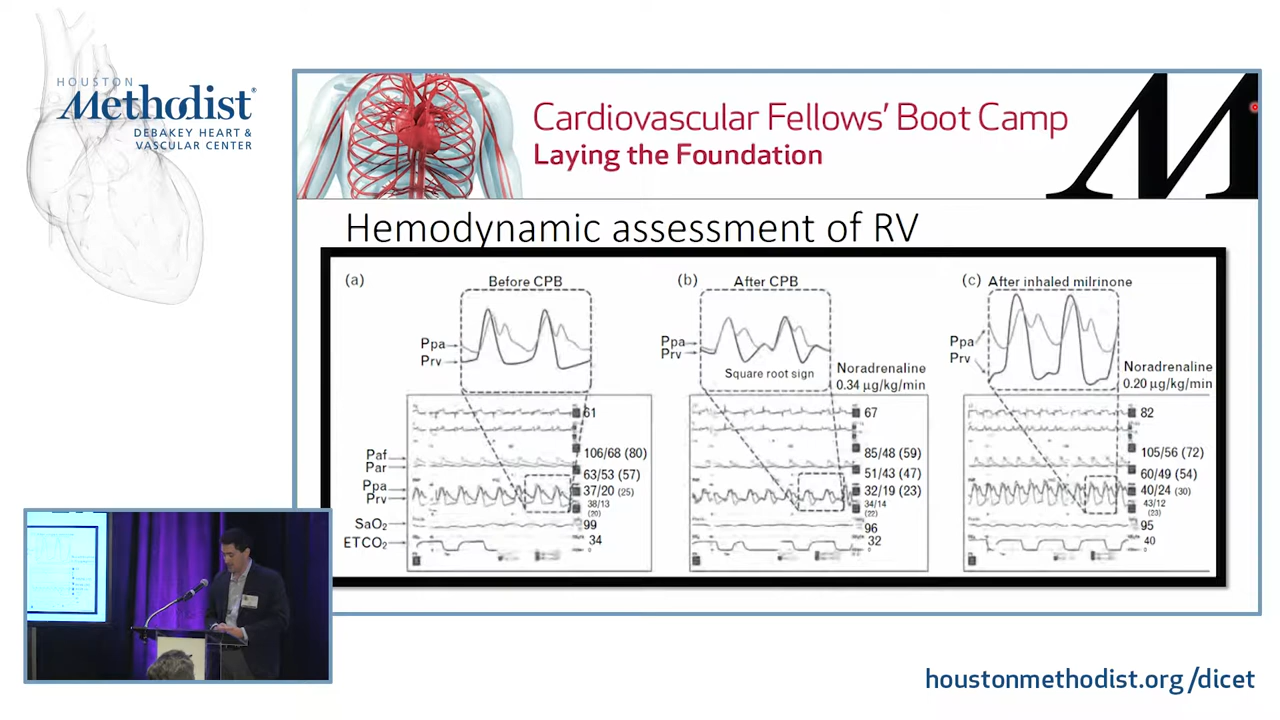 HOUSTON
Methodist®
DEBAKEY HEART &
VASCULAR CENTER
Cardiovascular Fellows' Boot Camp
Laying the Foundation
M
Hemodynamic assessment of RV
(a)
Before CPB
Ppa
Prv
61
Paf
106/68 (80)
Par
63/53 (57)
Ppa
37/20 (25)
Prv
38/13
(20)
SaO2
99
ETCO2
34
(b)
After CPB
Ppa
Prv
Square root sign
Noradrenaline
0.34 µg/kg/min
67
85/48 (59)
51/43 (47)
32/19 (23)
34/14
(22)
96
32
(c)
After inhaled milrinone
Ppa
Prv
Noradrenaline
0.20 µg/kg/min
82
105/56 (72)
60/49 (54)
40/24 (30)
43/12
(23)
95
40
houstonmethodist.org/dicet